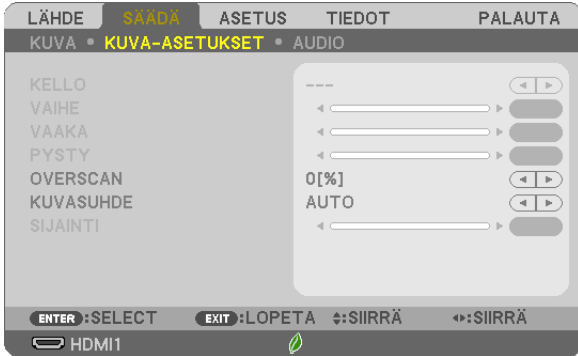 LÄHDE SÄÄDÄ ASETUS TIEDOT PALAUTA
KUVA • KUVA-ASETUKSET • AUDIO
KELLO ---
VAIHE
VAAKA
PYSTY
OVERSCAN 0[%]
KUVASUHDE AUTO
SIJAINTI
ENTER :SELECT EXIT :LOPETA :SIIRRÄ :SIIRRÄ
HDMI1